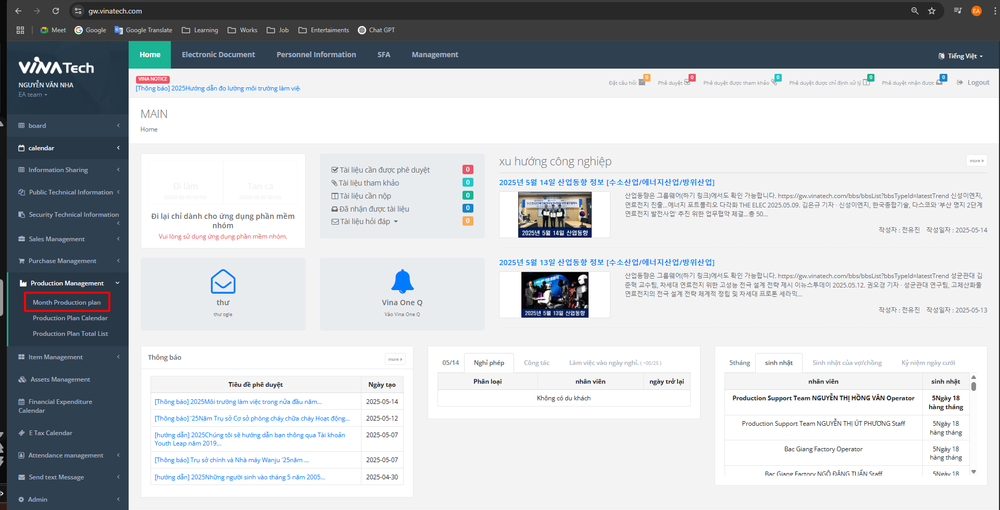 gw.vinatech.com
EA
Meet
Google
Google Translate
Learning
Works
Job
Entertaiments
Chat GPT
VINATech
NGUYỄN VĂN NHA
EA team
Home
Electronic Document
Personnel Information
SFA
Management
Tiếng Việt
VINA NOTICE
[Thông báo] 2025Hướng dẫn đo lường môi trường làm việ
Đặt câu hỏi 0
Phê duyệt 0
Phê duyệt được tham khảo 0
Phê duyệt được chỉ định xử lý 0
Phê duyệt nhận được 0
Logout
board
calendar
Information Sharing
Public Technical Information
Security Technical Information
Sales Management
Purchase Management
Production Management
Month Production plan
Production Plan Calendar
Production Plan Total List
Item Management
Assets Management
Financial Expenditure
Calendar
E Tax Calendar
Attendance management
Send text Message
Admin
MAIN
Home
Đi làm
(0000-00-00 00:00)
Tan ca
(0000-00-00 00:00)
Đi lại chỉ dành cho ứng dụng phần mềm
nhóm
Vui lòng sử dụng ứng dụng phần mềm nhóm.
Tài liệu cần được phê duyệt 0
Tài liệu tham khảo 0
Tài liệu cần nộp 0
Đã nhận được tài liệu 0
Tài liệu hỏi đáp 0
thư
thư ogle
Vina One Q
Vào Vina One Q
xu hướng công nghiệp
more »
2025년 5월 14일 산업동향 정보 [수소산업/에너지산업/방위산업]
2025년 5월 14일 산업동향
산업동향은 그룹웨어(하기 링크)에서도 확인 가능합니다. https://gw.vinatech.com/bbs/bbsList?bbsTypeId=latestTrend 신성이엔지,
연료전지 진출...에너지 포트폴리오 다각화 THE ELEC 2025.05.09. 김은규 기자 · 신성이엔지, 한국종합기술, 다스코와 '부산 명지 2단계
연료전지 발전사업' 추진 위한 업무협약 체결...총 50...
작성자 : 전유진 작성일자 : 2025-05-14
2025년 5월 13일 산업동향 정보 [수소산업/에너지산업/방위산업]
2025년 5월 13일 산업동향
산업동향은 그룹웨어(하기 링크)에서도 확인 가능합니다. https://gw.vinatech.com/bbs/bbsList?bbsTypeId=latestTrend 성균관대 김
준혁 교수팀, 차세대 연료전지 위한 고성능 전극 설계 전략 제시 이뉴스투데이 2025.05.12. 권오경 기자 · 성균관대 연구팀, 고체산화물
연료전지의 전극 설계 전략 체계적 정립 및 차세대 프로톤 세라믹...
작성자 : 전유진 작성일자 : 2025-05-13
Thông báo
more »
Tiêu đề phê duyệt
Ngày tạo
[Thông báo] 2025Môi trường làm việc trong nửa đầu năm...
2025-05-14
[Thông báo] '25Năm Trụ sở Cơ sở phòng cháy chữa cháy Hoạt động...
2025-05-12
[hướng dẫn] 2025Chúng tôi sẽ hướng dẫn bạn thông qua Tài khoản
Youth Leap năm 2019...
2025-05-07
[Thông báo] Trụ sở chính và Nhà máy Wanju '25năm ...
2025-05-07
[hướng dẫn] 2025Những người sinh vào tháng 5 năm 2005...
2025-04-30
05/14
Nghỉ phép
Công tác
Làm việc vào ngày nghỉ. ( ~05/25 )
Phân loại
nhân viên
ngày trở lại
Không có du khách
5tháng
sinh nhật
Sinh nhật của vợ/chồng
Kỷ niệm ngày cưới
nhân viên
sinh nhật
Production Support Team NGUYỄN THỊ HỒNG VÂN Operator
5Ngày 18
hàng tháng
Production Support Team NGUYỄN THỊ ÚT PHƯƠNG Staff
5Ngày 18
hàng tháng
Bac Giang Factory Operator
5Ngày 18
hàng tháng
Bac Giang Factory NGÔ ĐĂNG TUẤN Staff
5Ngày 18